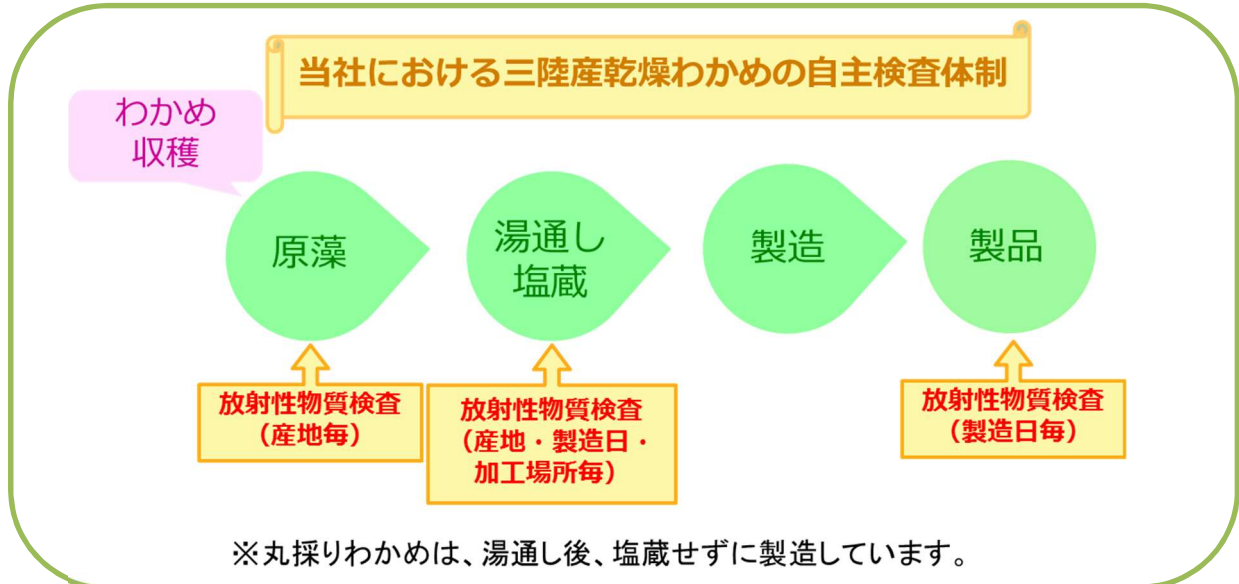 当社における三陸産乾燥わかめの自主検査体制
わかめ
収穫
原藻
湯通し
塩蔵
製造
製品
放射性物質検査
（産地毎）
放射性物質検査
（産地・製造日・
加工場所毎）
放射性物質検査
（製造日毎）
※丸採りわかめは、湯通し後、塩蔵せずに製造しています。